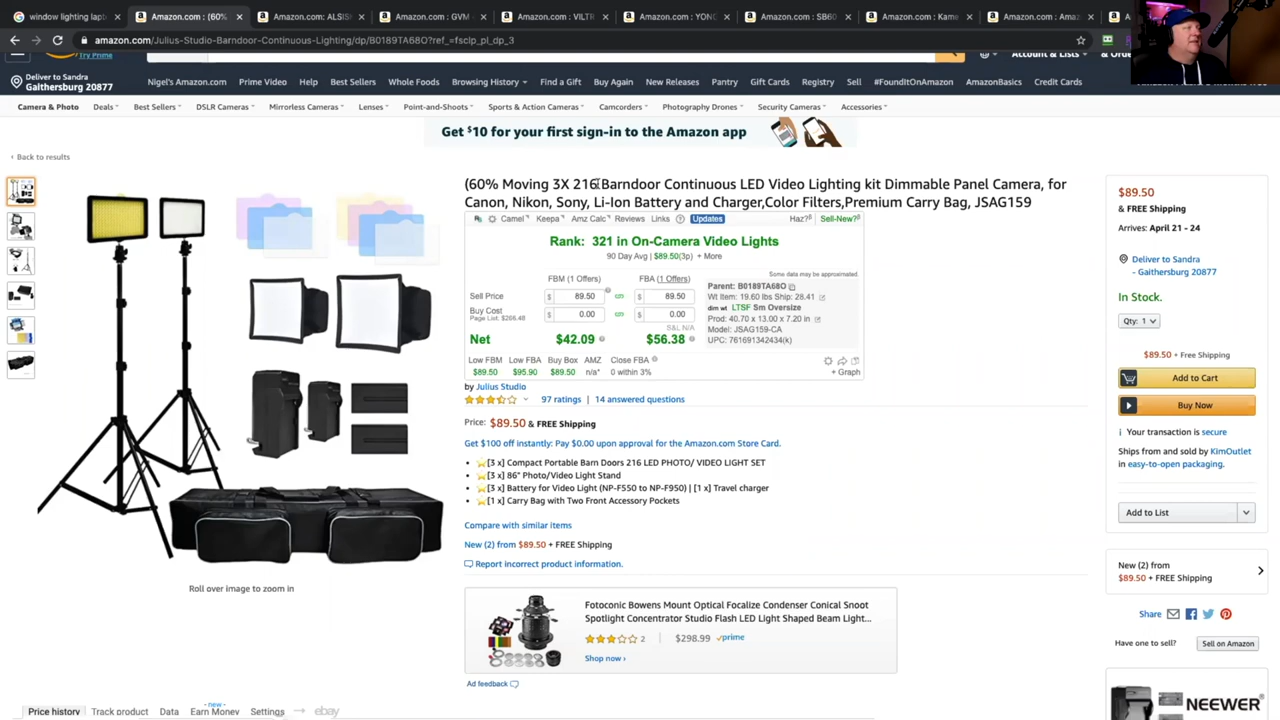 window lighting lapt
Amazon.com : (60%
Amazon.com: ALSIS
Amazon.com : GVM
Amazon.com : VILTR
Amazon.com : YOND
Amazon.com : SB60
Amazon.com : Kame
Amazon.com : Amaz
amazon.com/Julius-Studio-Barndoor-Continuous-Lighting/dp/B0189TA68O?ref_=fsclp_pl_dp_3
Try Prime
Account & Lists
Deliver to Sandra
Gaithersburg 20877
Nigel's Amazon.com Prime Video Help Best Sellers Whole Foods Browsing History Find a Gift Buy Again New Releases Pantry Gift Cards Registry Sell #FoundItOnAmazon AmazonBasics Credit Cards
Camera & Photo Deals Best Sellers DSLR Cameras Mirrorless Cameras Lenses Point-and-Shoots Sports & Action Cameras Camcorders Photography Drones Security Cameras Accessories
Get $10 for your first sign-in to the Amazon app
‹ Back to results
(60% Moving 3X 216 Barndoor Continuous LED Video Lighting kit Dimmable Panel Camera, for
Canon, Nikon, Sony, Li-Ion Battery and Charger,Color Filters,Premium Carry Bag, JSAG159
Camel Keepa Amz Calc Reviews Links Updates Haz? Sell-New?
Rank: 321 in On-Camera Video Lights
90 Day Avg | $89.50(3p) + More
Some data may be approximated.
FBM (1 Offers) FBA (1 Offers)
Sell Price $ 89.50 $ 89.50
Buy Cost $ 0.00 $ 0.00
Page List: $206.48
S&L N/A
Net $42.09 $56.38
Low FBM Low FBA Buy Box AMZ Close FBA
$89.50 $95.90 $89.50 n/a* 0 within 3%
Parent: B0189TA68O
Wt Item: 19.60 lbs Ship: 28.41
dim wt LTSF Sm Oversize
Prod: 40.70 x 13.00 x 7.20 in
Model: JSAG159-CA
UPC: 761691342434(k)
+ Graph
by Julius Studio
97 ratings | 14 answered questions
Price: $89.50 & FREE Shipping
Get $100 off instantly: Pay $0.00 upon approval for the Amazon.com Store Card.
[3 x] Compact Portable Barn Doors 216 LED PHOTO/ VIDEO LIGHT SET
[3 x] 86" Photo/Video Light Stand
[3 x] Battery for Video Light (NP-F550 to NP-F950) | [1 x] Travel charger
[1 x] Carry Bag with Two Front Accessory Pockets
Compare with similar items
New (2) from $89.50 + FREE Shipping
Report incorrect product information.
Roll over image to zoom in
Fotoconic Bowens Mount Optical Focalize Condenser Conical Snoot
Spotlight Concentrator Studio Flash LED Light Shaped Beam Light...
2 | $298.99 prime
Shop now ›
Ad feedback
new
Price history Track product Data Earn Money Settings ebay
$89.50
& FREE Shipping
Arrives: April 21 - 24
Deliver to Sandra
- Gaithersburg 20877
In Stock.
Qty: 1
$89.50 + Free Shipping
Add to Cart
Buy Now
Your transaction is secure
Ships from and sold by KimOutlet
in easy-to-open packaging.
Add to List
New (2) from
$89.50 + FREE Shipping
Share
Have one to sell? Sell on Amazon
NEEWER